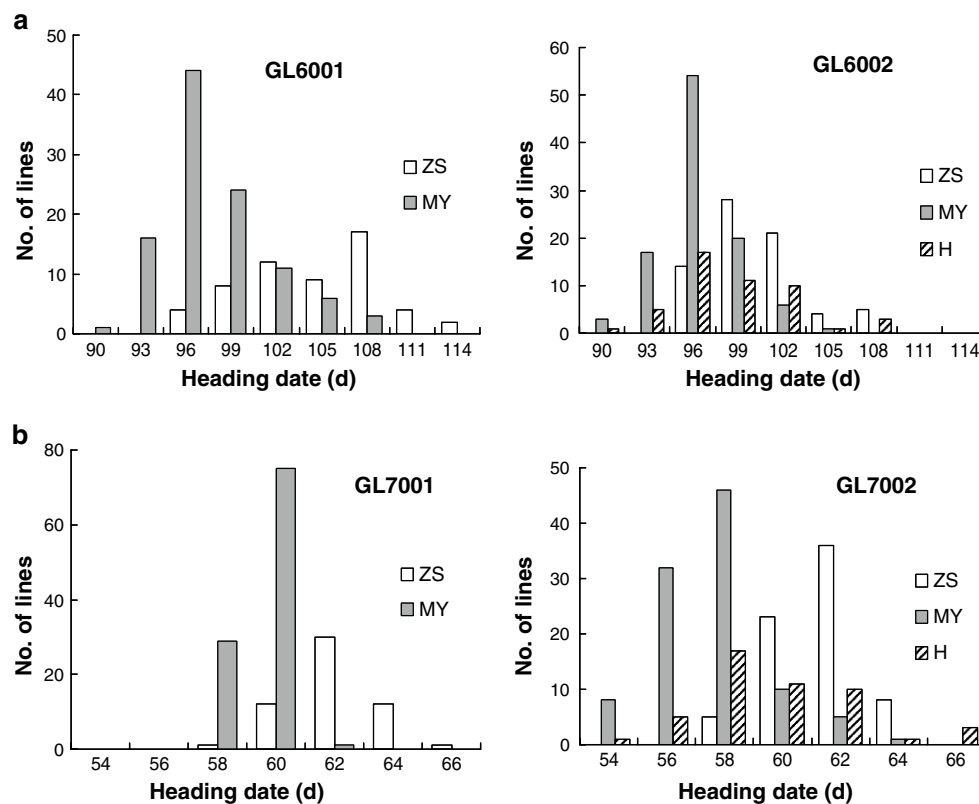 a
GL6001
50
40
30
20
10
0
No. of lines
ZS
MY
90 93 96 99 102 105 108 111 114
Heading date (d)
GL6002
60
50
40
30
20
10
0
No. of lines
ZS
MY
H
90 93 96 99 102 105 108 111 114
Heading date (d)
b
GL7001
80
60
40
20
0
No. of lines
ZS
MY
54 56 58 60 62 64 66
Heading date (d)
GL7002
50
40
30
20
10
0
No. of lines
ZS
MY
H
54 56 58 60 62 64 66
Heading date (d)